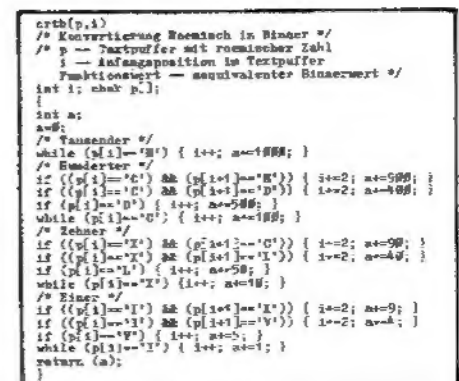 crtb(p,i)
/* Konvertierung Roemisch in Binaer */
/* p -- Textpuffer mit roemischer Zahl
i -- Anfangsposition im Textpuffer
Funktionswert -- aequivalenter Binaerwert */
int i; char p[];
{
int a;
a=0;
/* Tausender */
while (p[i]=='M') { i++; a+=1000; }
/* Hunderter */
if ((p[i]=='C') && (p[i+1]=='M')) { i+=2; a+=900; }
if ((p[i]=='C') && (p[i+1]=='D')) { i+=2; a+=400; }
if (p[i]=='D') { i++; a+=500; }
while (p[i]=='C') { i++; a+=100; }
/* Zehner */
if ((p[i]=='X') && (p[i+1]=='C')) { i+=2; a+=90; }
if ((p[i]=='X') && (p[i+1]=='L')) { i+=2; a+=40; }
if (p[i]=='L') { i++; a+=50; }
while (p[i]=='X') {i++; a+=10; }
/* Einer */
if ((p[i]=='I') && (p[i+1]=='X')) { i+=2; a+=9; }
if ((p[i]=='I') && (p[i+1]=='V')) { i+=2; a+=4; }
if (p[i]=='V') { i++; a+=5; }
while (p[i]=='I') { i++; a+=1; }
return (a);
}